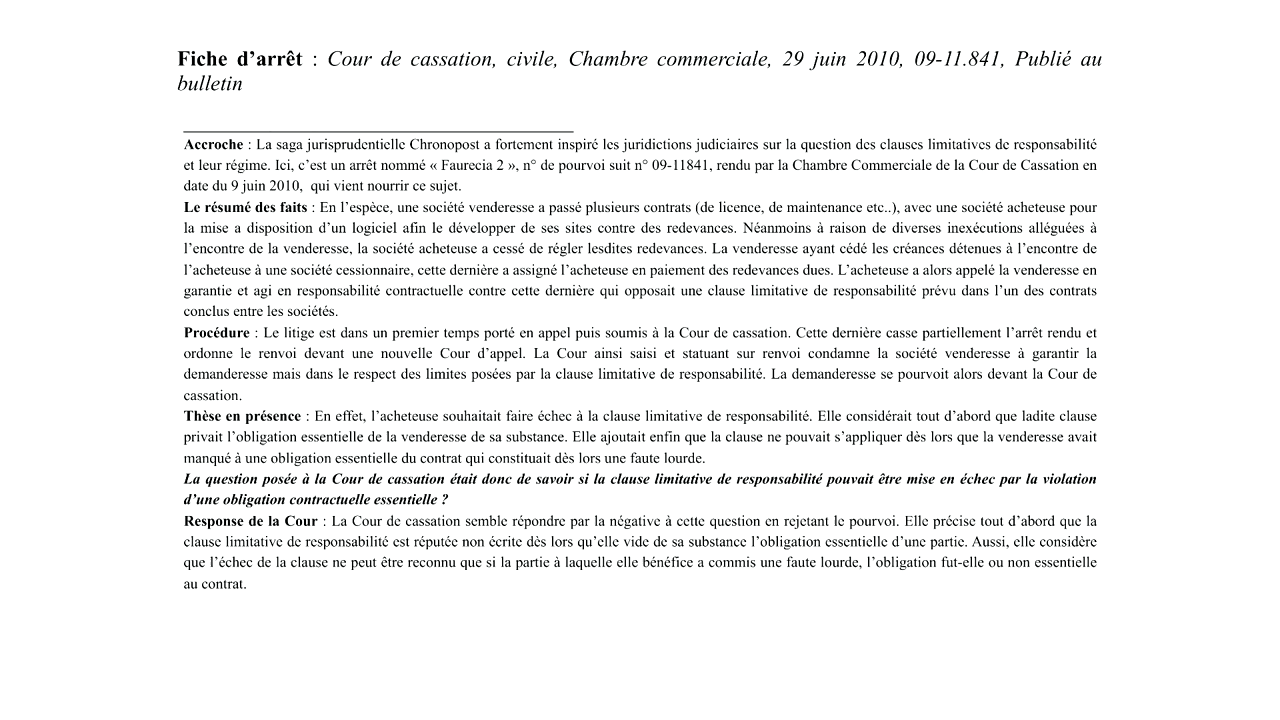 Fiche d’arrêt : Cour de cassation, civile, Chambre commerciale, 29 juin 2010, 09-11.841, Publié au
bulletin
Accroche : La saga jurisprudentielle Chronopost a fortement inspiré les juridictions judiciaires sur la question des clauses limitatives de responsabilité
et leur régime. Ici, c’est un arrêt nommé « Faurecia 2 », n° de pourvoi suit n° 09-11841, rendu par la Chambre Commerciale de la Cour de Cassation en
date du 9 juin 2010,  qui vient nourrir ce sujet.
Le résumé des faits : En l’espèce, une société venderesse a passé plusieurs contrats (de licence, de maintenance etc..), avec une société acheteuse pour
la mise a disposition d’un logiciel afin le développer de ses sites contre des redevances. Néanmoins à raison de diverses inexécutions alléguées à
l’encontre de la venderesse, la société acheteuse a cessé de régler lesdites redevances. La venderesse ayant cédé les créances détenues à l’encontre de
l’acheteuse à une société cessionnaire, cette dernière a assigné l’acheteuse en paiement des redevances dues. L’acheteuse a alors appelé la venderesse en
garantie et agi en responsabilité contractuelle contre cette dernière qui opposait une clause limitative de responsabilité prévu dans l’un des contrats
conclus entre les sociétés.
Procédure : Le litige est dans un premier temps porté en appel puis soumis à la Cour de cassation. Cette dernière casse partiellement l’arrêt rendu et
ordonne le renvoi devant une nouvelle Cour d’appel. La Cour ainsi saisi et statuant sur renvoi condamne la société venderesse à garantir la
demanderesse mais dans le respect des limites posées par la clause limitative de responsabilité. La demanderesse se pourvoit alors devant la Cour de
cassation.
Thèse en présence : En effet, l’acheteuse souhaitait faire échec à la clause limitative de responsabilité. Elle considérait tout d’abord que ladite clause
privait l’obligation essentielle de la venderesse de sa substance. Elle ajoutait enfin que la clause ne pouvait s’appliquer dès lors que la venderesse avait
manqué à une obligation essentielle du contrat qui constituait dès lors une faute lourde.
La question posée à la Cour de cassation était donc de savoir si la clause limitative de responsabilité pouvait être mise en échec par la violation
d’une obligation contractuelle essentielle ?
Response de la Cour : La Cour de cassation semble répondre par la négative à cette question en rejetant le pourvoi. Elle précise tout d’abord que la
clause limitative de responsabilité est réputée non écrite dès lors qu’elle vide de sa substance l’obligation essentielle d’une partie. Aussi, elle considère
que l’échec de la clause ne peut être reconnu que si la partie à laquelle elle bénéfice a commis une faute lourde, l’obligation fut-elle ou non essentielle
au contrat.